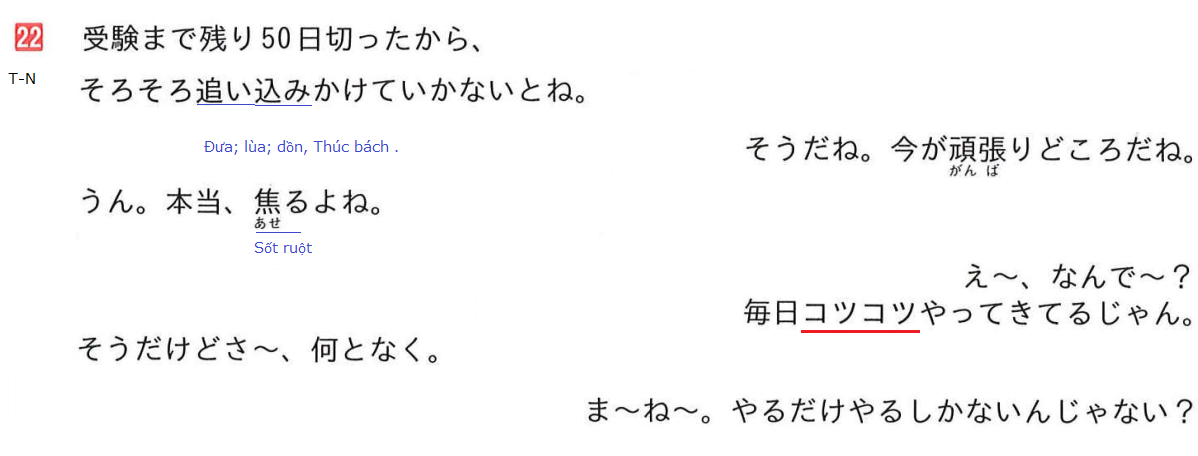 22 受験まで残り50日切ったから、
T-N
そろそろ追い込みかけていかないとね。
Đưa; lùa; dồn, Thúc bách .
そうだね。今が頑張りどころだね。
がん ば
うん。本当、焦るよね。
あせ
Sốt ruột
え〜、なんで〜?
毎日コツコツやってきてるじゃん。
そうだけどさ〜、何となく。
ま〜ね〜。やるだけやるしかないんじゃない?